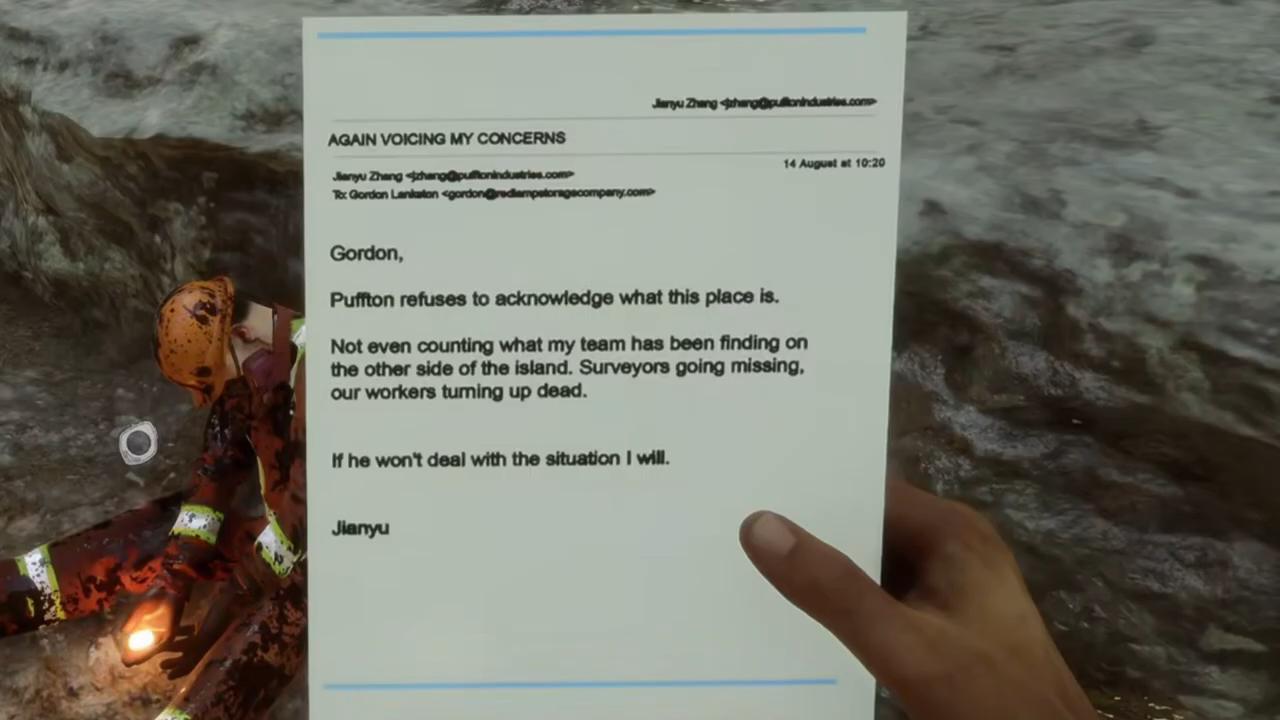 Jianyu Zhang <jzhang@pufftonindustries.com>
AGAIN VOICING MY CONCERNS
14 August at 10:20
Jianyu Zhang <jzhang@pufftonindustries.com>
To: Gordon Lankston <gordon@redlampstoragecompany.com>
Gordon,
Puffton refuses to acknowledge what this place is.
Not even counting what my team has been finding on
the other side of the island. Surveyors going missing,
our workers turning up dead.
If he won't deal with the situation I will.
Jianyu